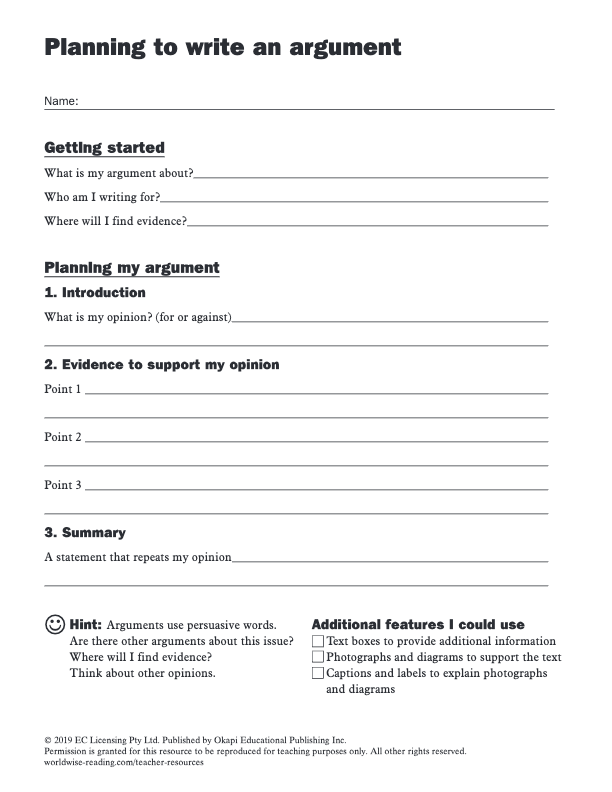 Planning to write an argument
Name:
Getting started
What is my argument about?
Who am I writing for?
Where will I find evidence?
Planning my argument
1. Introduction
What is my opinion? (for or against)
2. Evidence to support my opinion
Point 1
Point 2
Point 3
3. Summary
A statement that repeats my opinion
Hint: Arguments use persuasive words.
Are there other arguments about this issue?
Where will I find evidence?
Think about other opinions.
Additional features I could use
Text boxes to provide additional information
Photographs and diagrams to support the text
Captions and labels to explain photographs
and diagrams
© 2019 EC Licensing Pty Ltd. Published by Okapi Educational Publishing Inc.
Permission is granted for this resource to be reproduced for teaching purposes only. All other rights reserved.
worldwise-reading.com/teacher-resources